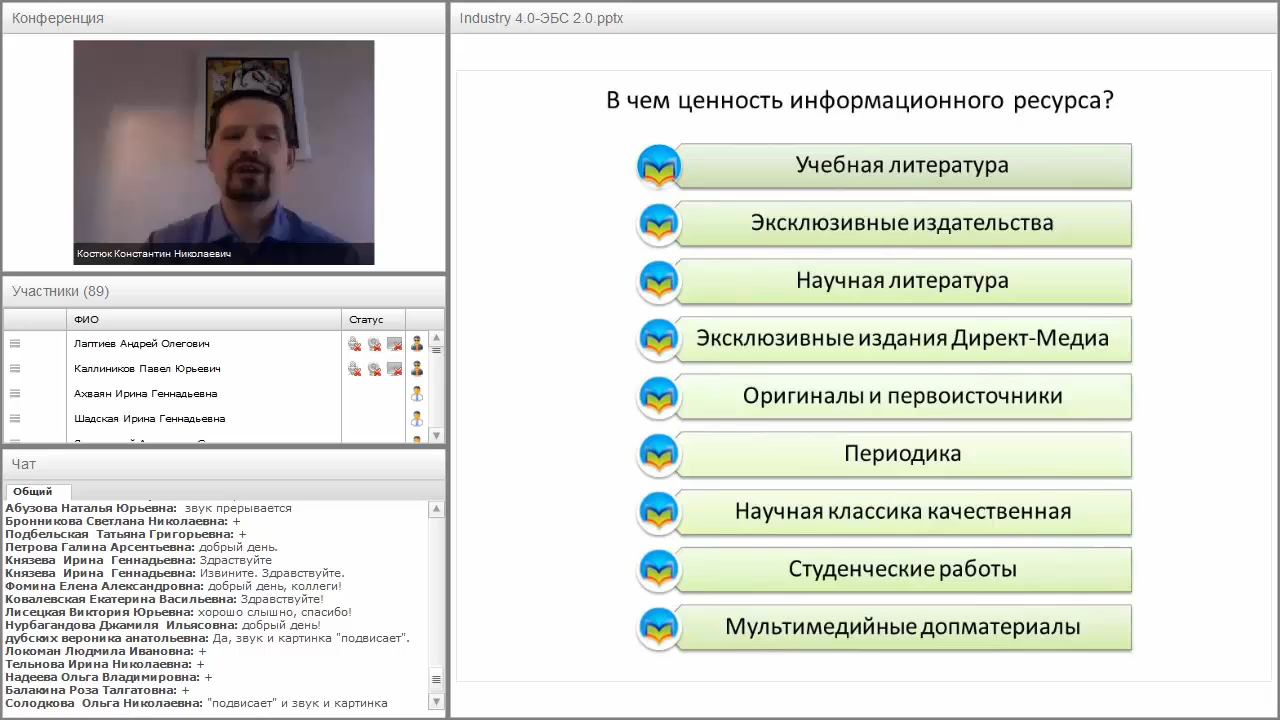 Конференция
Костюк Константин Николаевич
Участники (89)
ФИО
Статус
Лаптиев Андрей Олегович
Каллиников Павел Юрьевич
Ахваян Ирина Геннадьевна
Шадская Ирина Геннадьевна
Чат
Общий
Абузова Наталья Юрьевна: звук прерывается
Бронникова Светлана Николаевна: +
Подбельская Татьяна Григорьевна: +
Петрова Галина Арсентьевна: добрый день.
Князева Ирина Геннадьевна: Здраствуйте
Князева Ирина Геннадьевна: Извините. Здравствуйте.
Фомина Елена Александровна: добрый день, коллеги!
Ковалевская Екатерина Васильевна: Здравствуйте!
Лисецкая Виктория Юрьевна: хорошо слышно, спасибо!
Нурбагандова Джамиля Ильясовна: добрый день!
дубских вероника анатольевна: Да, звук и картинка "подвисает".
Локоман Людмила Ивановна: +
Тельнова Ирина Николаевна: +
Надеева Ольга Владимировна: +
Балакина Роза Талгатовна: +
Солодкова Ольга Николаевна: "подвисает" и звук и картинка
Industry 4.0-ЭБС 2.0.pptx
В чем ценность информационного ресурса?
Учебная литература
Эксклюзивные издательства
Научная литература
Эксклюзивные издания Директ-Медиа
Оригиналы и первоисточники
Периодика
Научная классика качественная
Студенческие работы
Мультимедийные допматериалы